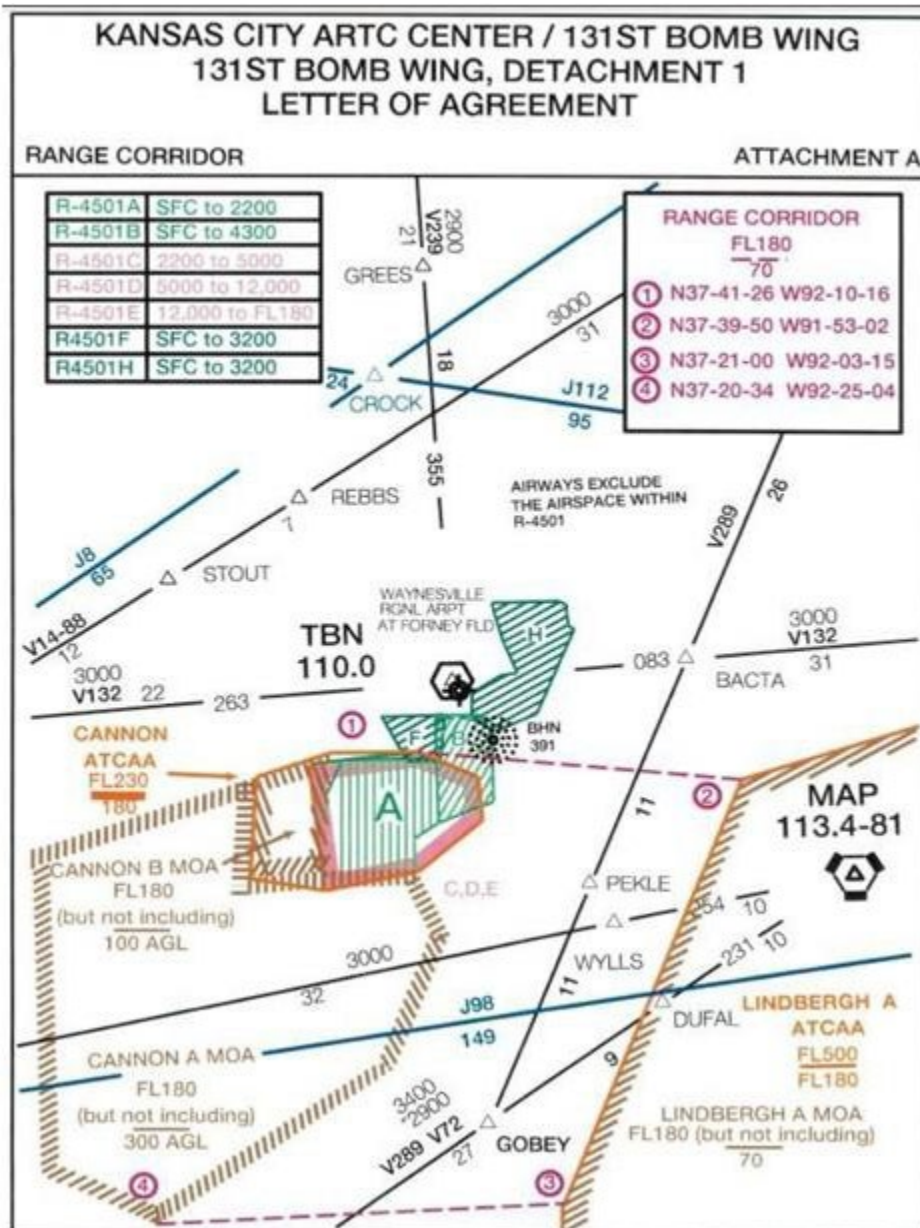 KANSAS CITY ARTC CENTER / 131ST BOMB WING
131ST BOMB WING, DETACHMENT 1
LETTER OF AGREEMENT
RANGE CORRIDOR
ATTACHMENT A
R-4501A SFC to 2200
R-4501B SFC to 4300
R-4501C 2200 to 5000
R-4501D 5000 to 12,000
R-4501E 12,000 to FL180
R4501F SFC to 3200
R4501H SFC to 3200
2900
V239
21
GREES
18
355
RANGE CORRIDOR
FL180
70
1 N37-41-26 W92-10-16
2 N37-39-50 W91-53-02
3 N37-21-00 W92-03-15
4 N37-20-34 W92-25-04
3000
31
24
CROCK
J112
95
REBBS
7
AIRWAYS EXCLUDE
THE AIRSPACE WITHIN
R-4501
V289
26
J8
65
STOUT
V14-88
12
WAYNESVILLE
RGNL ARPT
AT FORNEY FLD
TBN
110.0
H
3000
V132 22 263
083
BACTA
3000
V132
31
CANNON
ATCAA
FL230
180
1
F
B
BHN
391
A
2
MAP
113.4-81
11
CANNON B MOA
FL180
(but not including)
100 AGL
C,D,E
PEKLE
254
10
WYLLS
231
10
3000
32
11
J98
149
DUFAL
9
LINDBERGH A
ATCAA
FL500
FL180
CANNON A MOA
FL180
(but not including)
300 AGL
3400
-2900
V289 V72
27
GOBEY
LINDBERGH A MOA
FL180 (but not including)
70
4
3